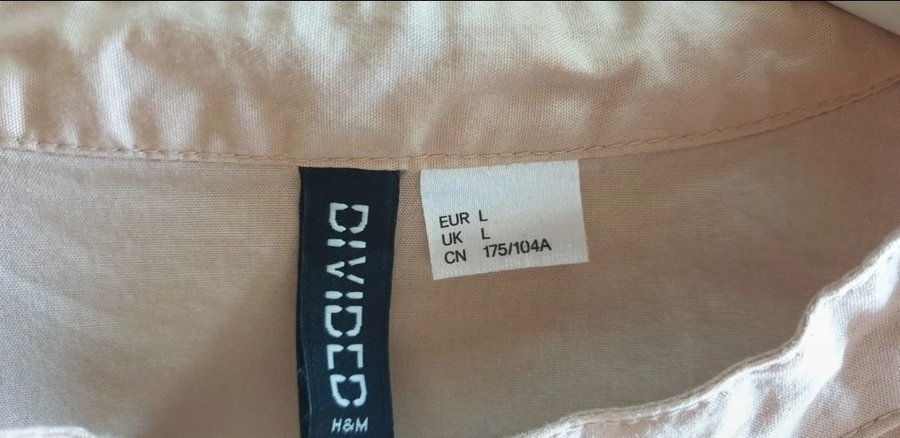 DIVIDED
H&M
EUR L
UK L
CN 175/104A